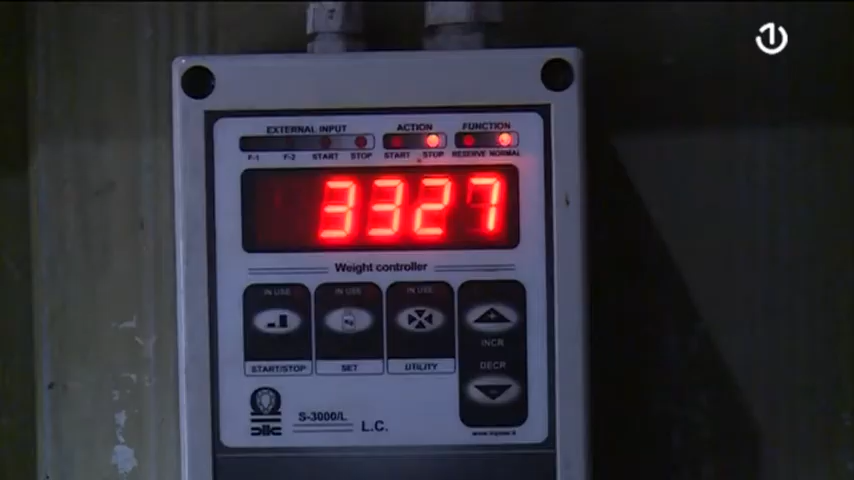 1
EXTERNAL INPUT ACTION FUNCTION
F-1 F-2 START STOP START STOP RESERVE NORMAL
3327
Weight controller
IN USE IN USE IN USE
INCR
DECR
START/STOP SET UTILITY
S-3000/L
L.C.